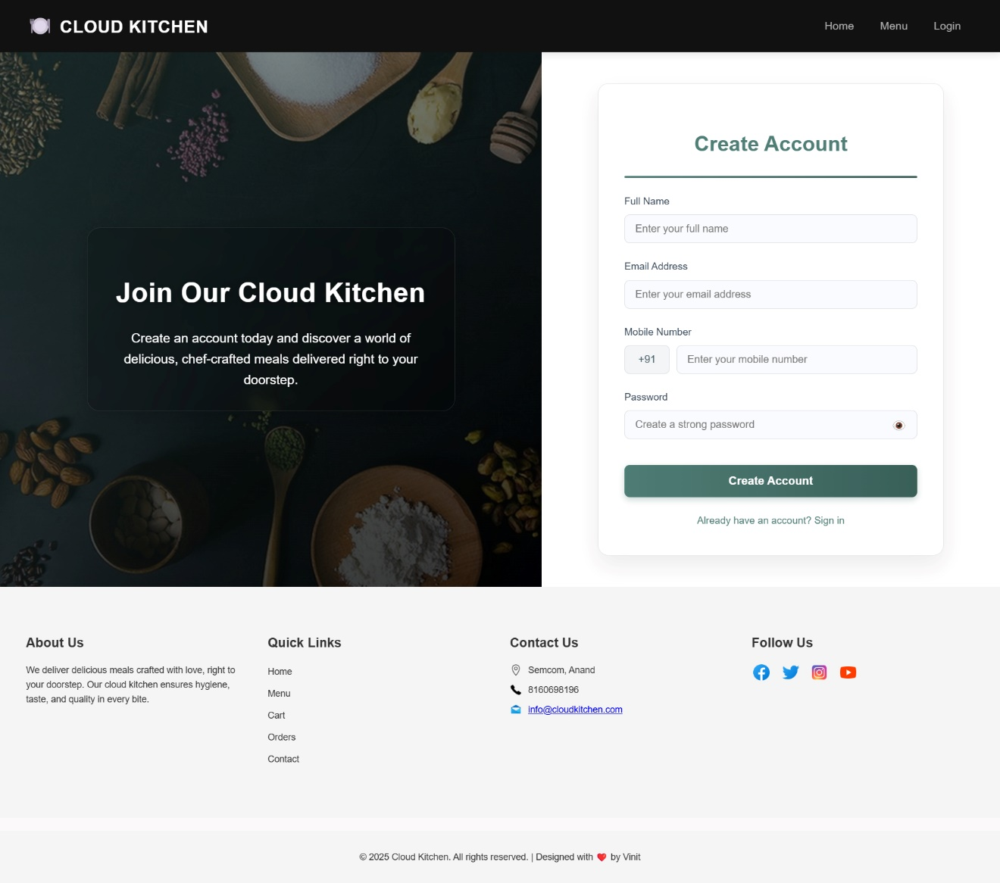 CLOUD KITCHEN
Home
Menu
Login
Join Our Cloud Kitchen
Create an account today and discover a world of
delicious, chef-crafted meals delivered right to your
doorstep.
Create Account
Full Name
Enter your full name
Email Address
Enter your email address
Mobile Number
+91
Enter your mobile number
Password
Create a strong password
Create Account
Already have an account? Sign in
About Us
We deliver delicious meals crafted with love, right to
your doorstep. Our cloud kitchen ensures hygiene,
taste, and quality in every bite.
Quick Links
Home
Menu
Cart
Orders
Contact
Contact Us
Semcom, Anand
8160698196
info@cloudkitchen.com
Follow Us
© 2025 Cloud Kitchen. All rights reserved. | Designed with ❤️ by Vinit